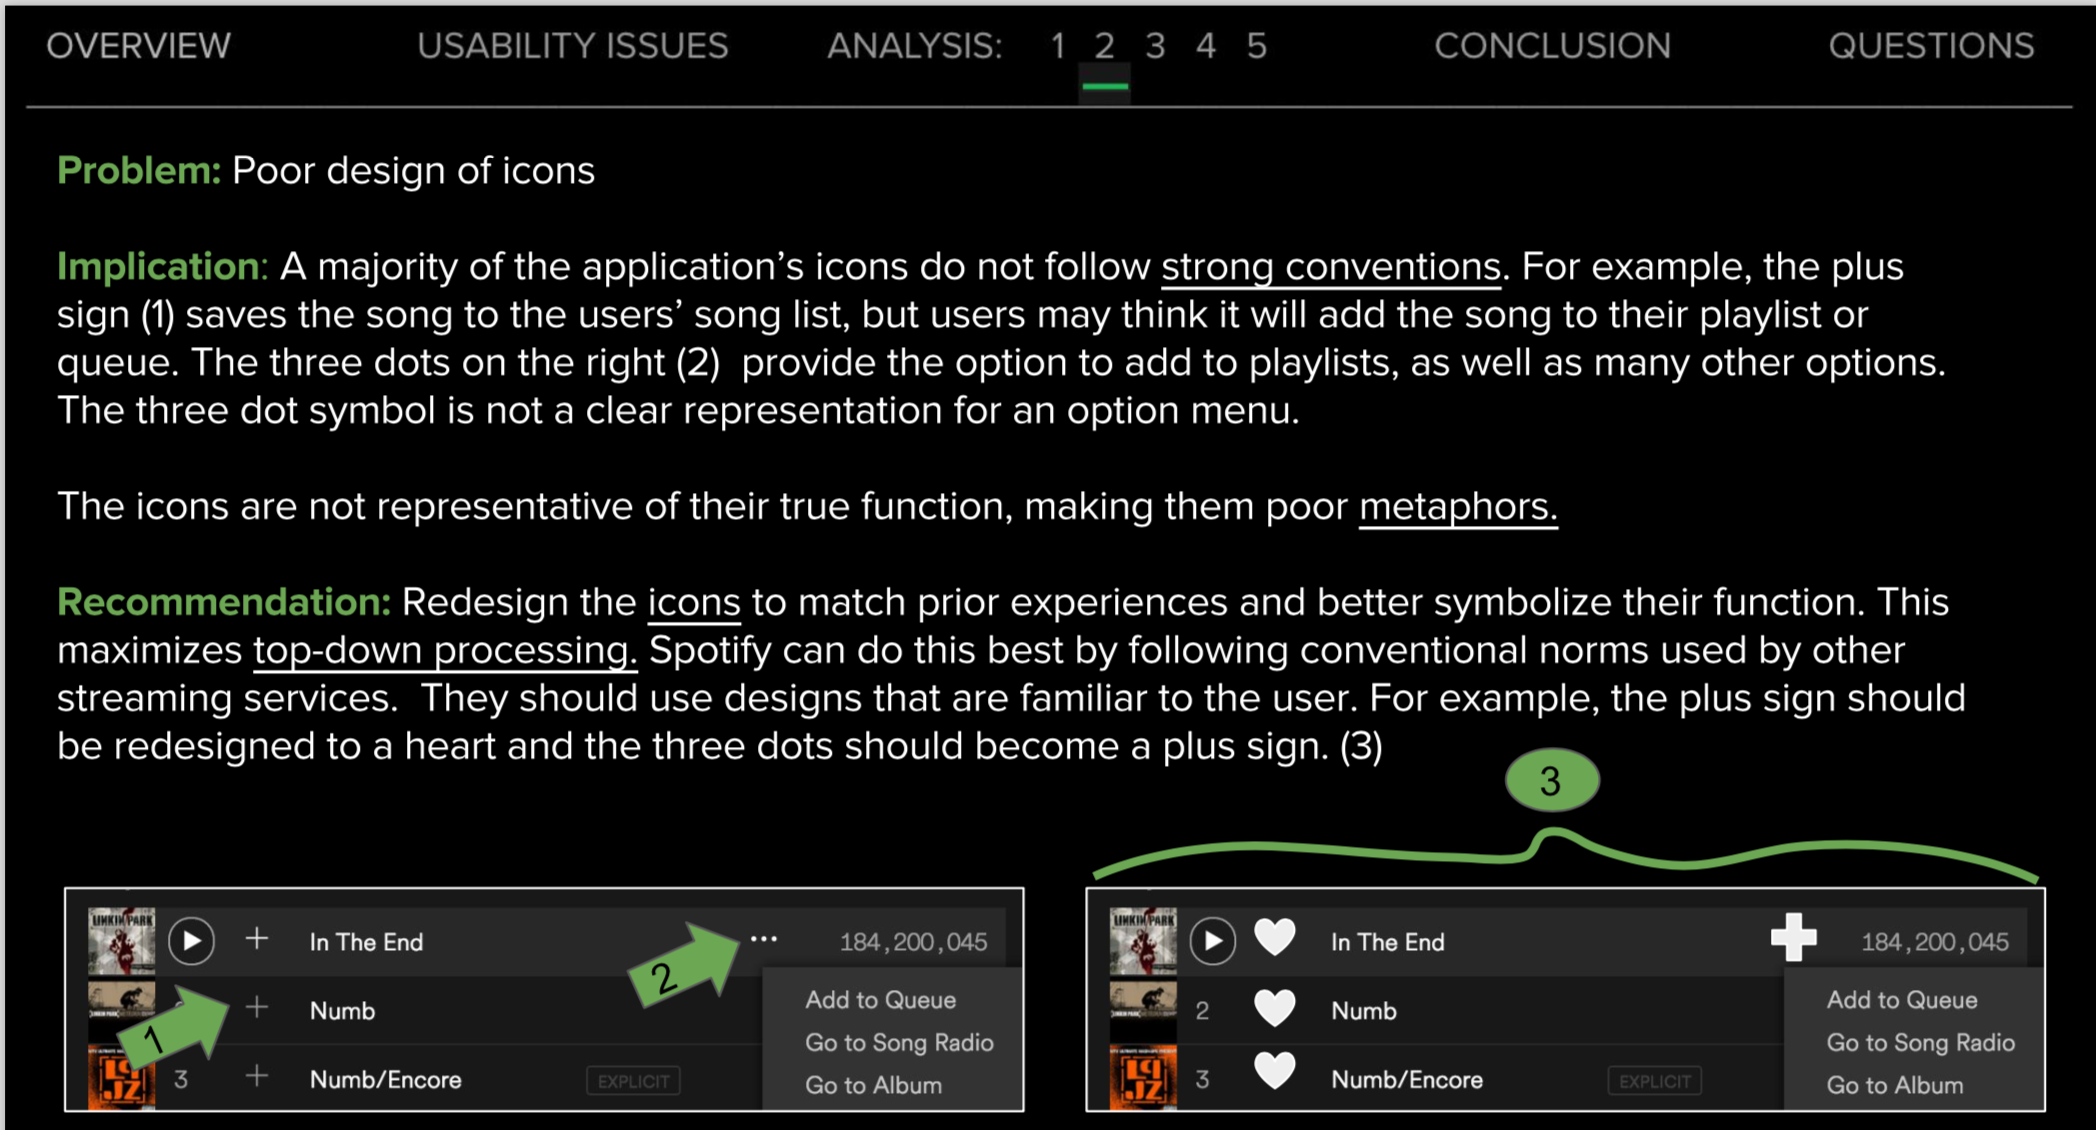 OVERVIEW USABILITY ISSUES ANALYSIS: 1 2 3 4 5 CONCLUSION QUESTIONS
Problem: Poor design of icons
Implication: A majority of the application’s icons do not follow strong conventions. For example, the plus
sign (1) saves the song to the users’ song list, but users may think it will add the song to their playlist or
queue. The three dots on the right (2) provide the option to add to playlists, as well as many other options.
The three dot symbol is not a clear representation for an option menu.
The icons are not representative of their true function, making them poor metaphors.
Recommendation: Redesign the icons to match prior experiences and better symbolize their function. This
maximizes top-down processing. Spotify can do this best by following conventional norms used by other
streaming services. They should use designs that are familiar to the user. For example, the plus sign should
be redesigned to a heart and the three dots should become a plus sign. (3)
3
LINKIN PARK
In The End
184,200,045
2
1
Numb
3
Numb/Encore
EXPLICIT
Add to Queue
Go to Song Radio
Go to Album
LINKIN PARK
In The End
184,200,045
2
Numb
3
Numb/Encore
EXPLICIT
Add to Queue
Go to Song Radio
Go to Album